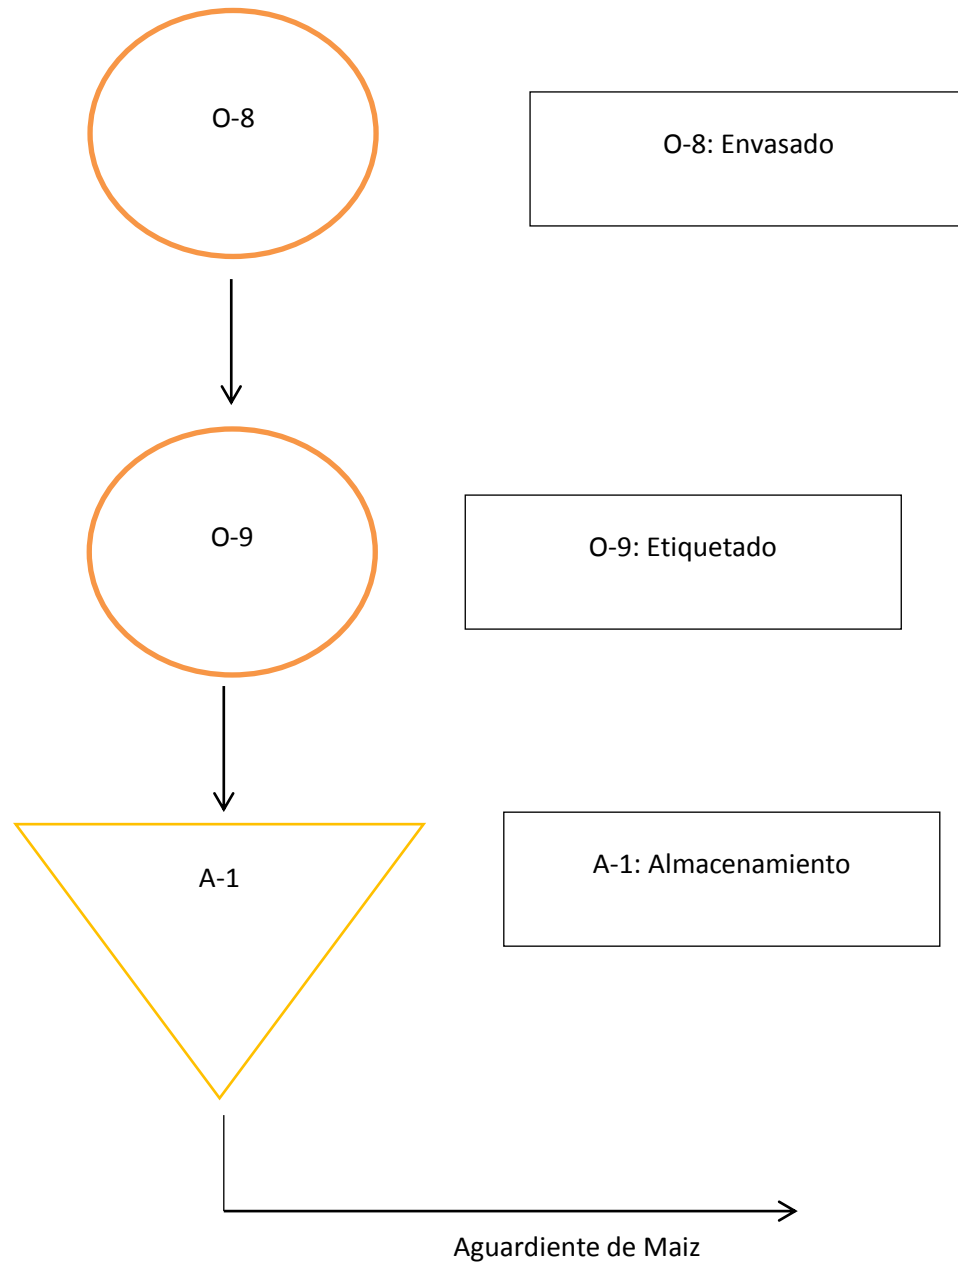 O-8
O-8: Envasado
O-9
O-9: Etiquetado
A-1
A-1: Almacenamiento
Aguardiente de Maiz